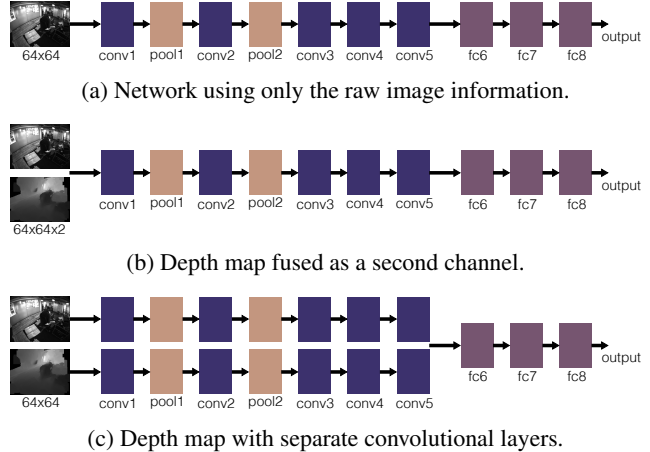 output
64x64 conv1 pool1 conv2 pool2 conv3 conv4 conv5 fc6 fc7 fc8
(a) Network using only the raw image information.
output
64x64x2 conv1 pool1 conv2 pool2 conv3 conv4 conv5 fc6 fc7 fc8
(b) Depth map fused as a second channel.
output
fc6 fc7 fc8
64x64 conv1 pool1 conv2 pool2 conv3 conv4 conv5
(c) Depth map with separate convolutional layers.